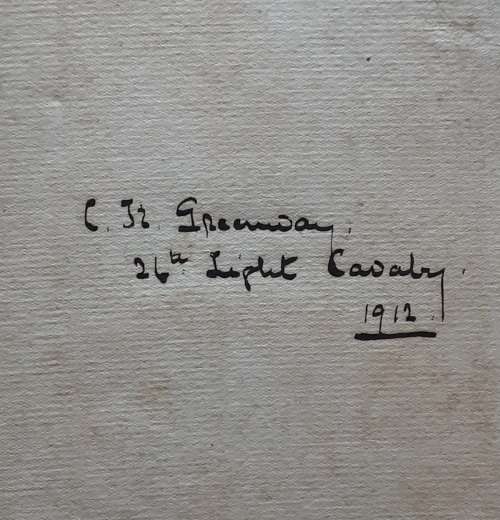 C. H. Greenway.
26th Light Cavalry.
1912.